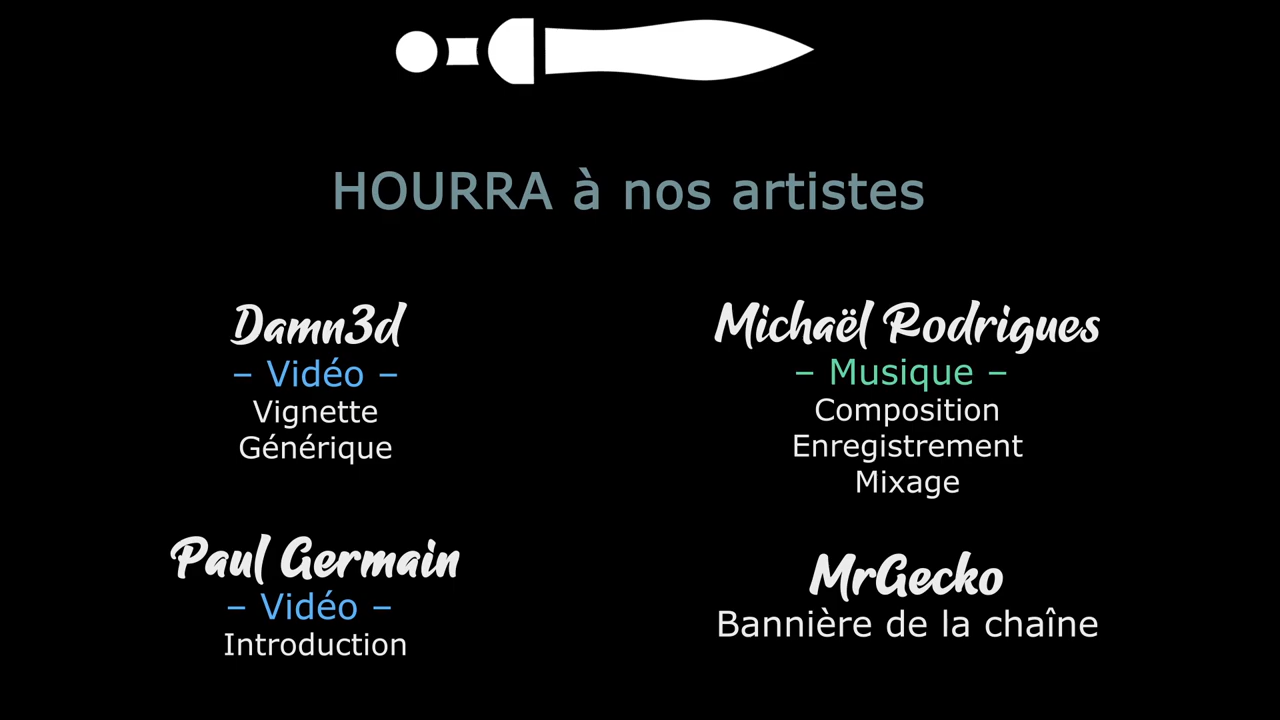 HOURRA à nos artistes
Damn3d
– Vidéo –
Vignette
Générique
Michaël Rodrigues
– Musique –
Composition
Enregistrement
Mixage
Paul Germain
– Vidéo –
Introduction
MrGecko
Bannière de la chaîne